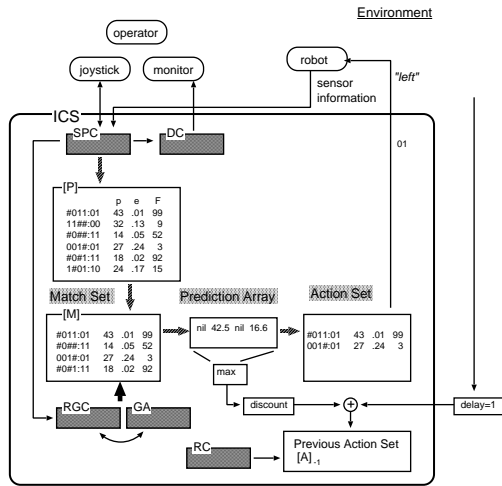 Environment
operator
joystick
monitor
robot
"left"
sensor
information
ICS
SPC
DC
01
[P]
p e F
#011:01 43 .01 99
11##:00 32 .13 9
#0##:11 14 .05 52
001#:01 27 .24 3
#0#1:11 18 .02 92
1#01:10 24 .17 15
Match Set
Prediction Array
Action Set
[M]
#011:01 43 .01 99
#0##:11 14 .05 52
001#:01 27 .24 3
#0#1:11 18 .02 92
nil 42.5 nil 16.6
#011:01 43 .01 99
001#:01 27 .24 3
max
discount
+
delay=1
RGC
GA
RC
Previous Action Set
[A]-1